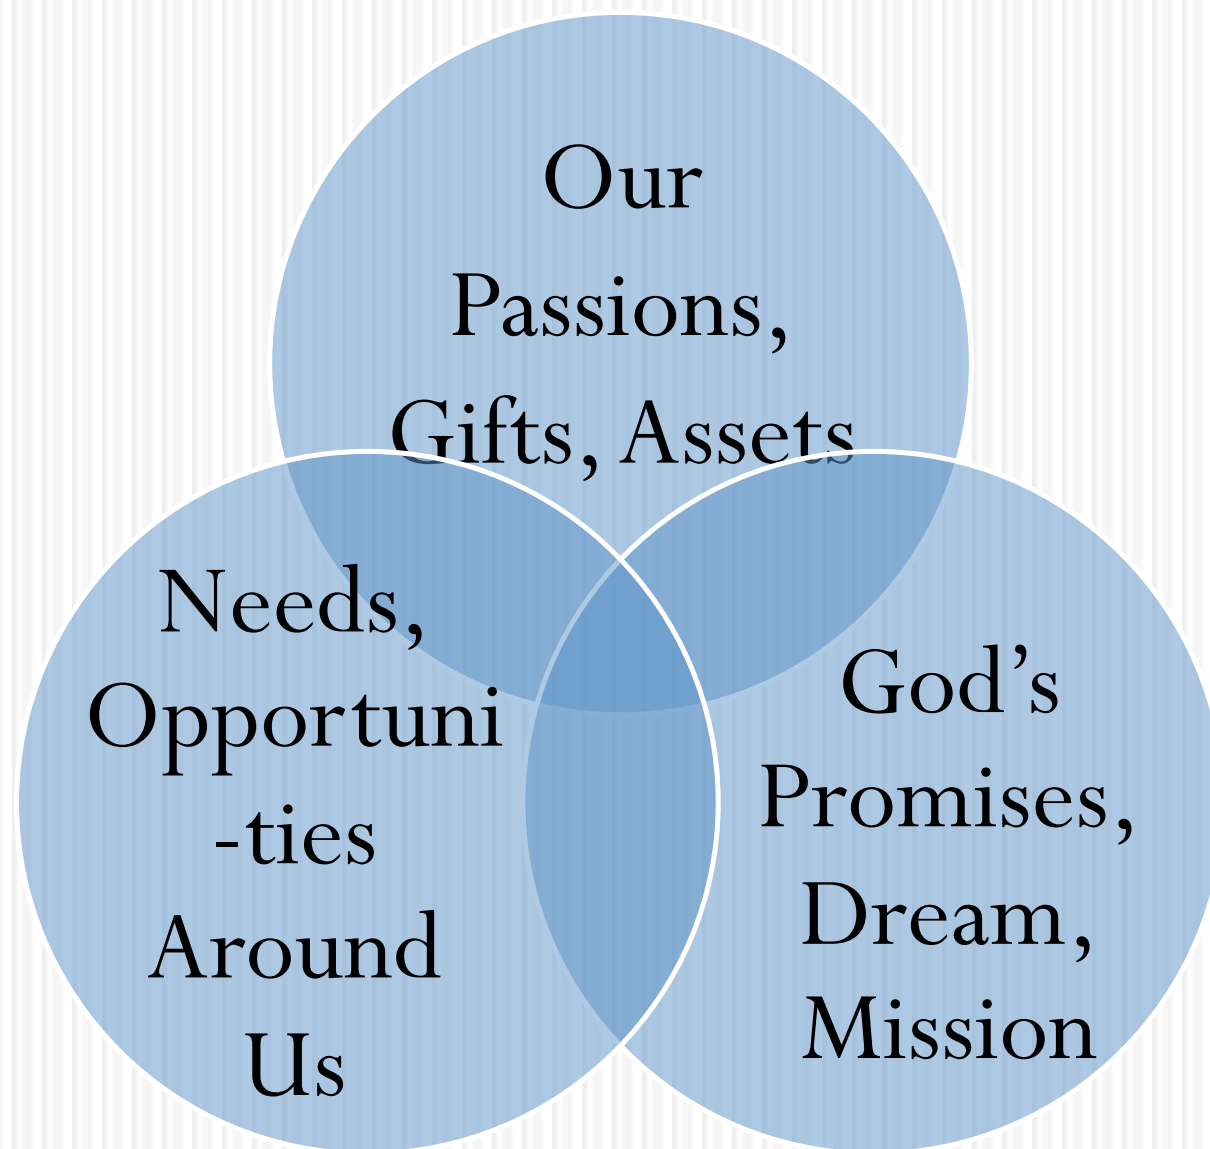 Our
Passions,
Gifts, Assets
Needs,
Opportuni
-ties
Around
Us
God’s
Promises,
Dream,
Mission